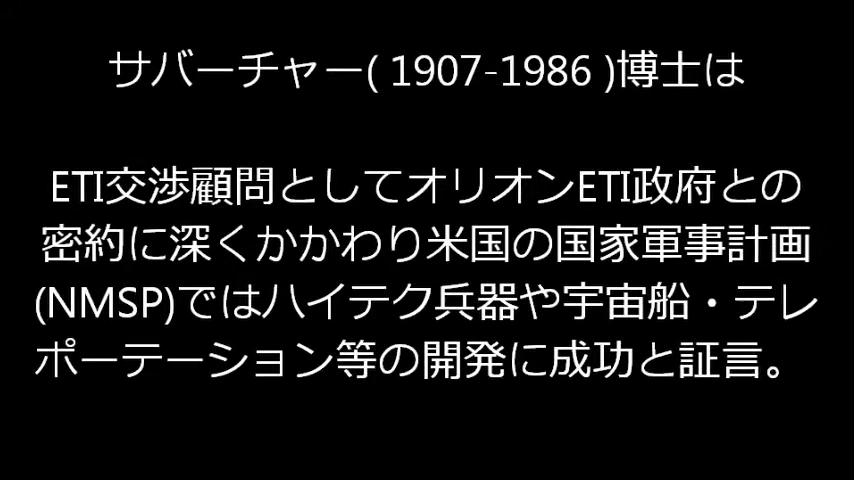 サバーチャー( 1907-1986 )博士は
ETI交渉顧問としてオリオンETI政府との
密約に深くかかわり米国の国家軍事計画
(NMSP)ではハイテク兵器や宇宙船・テレ
ポーテーション等の開発に成功と証言。